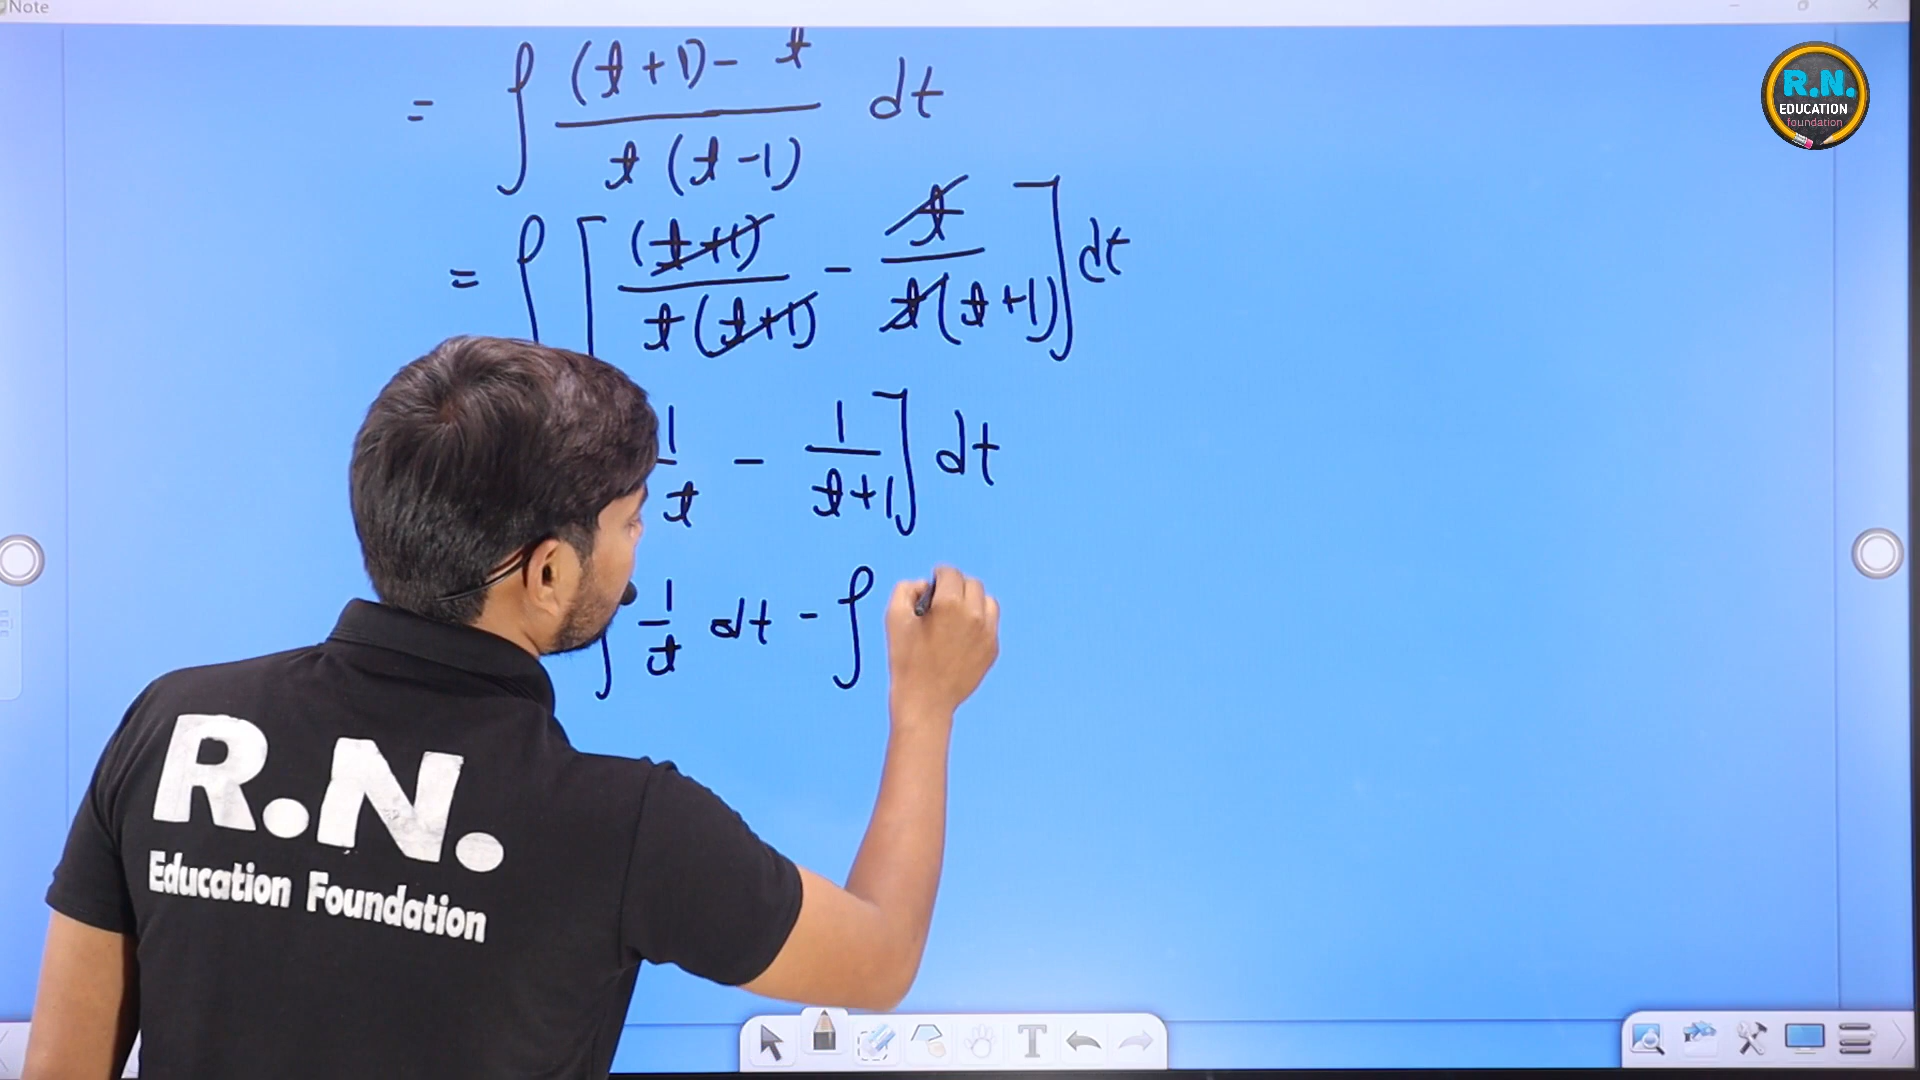 Note
= ∫ (t+1) - t / t(t-1) dt
= ∫ [ (t+1) / t(t+1) - t / t(t+1) ] dt
1/t - 1/t+1 ] dt
∫ 1/t dt - ∫
R.N.
EDUCATION
foundation
R.N.
Education Foundation
T